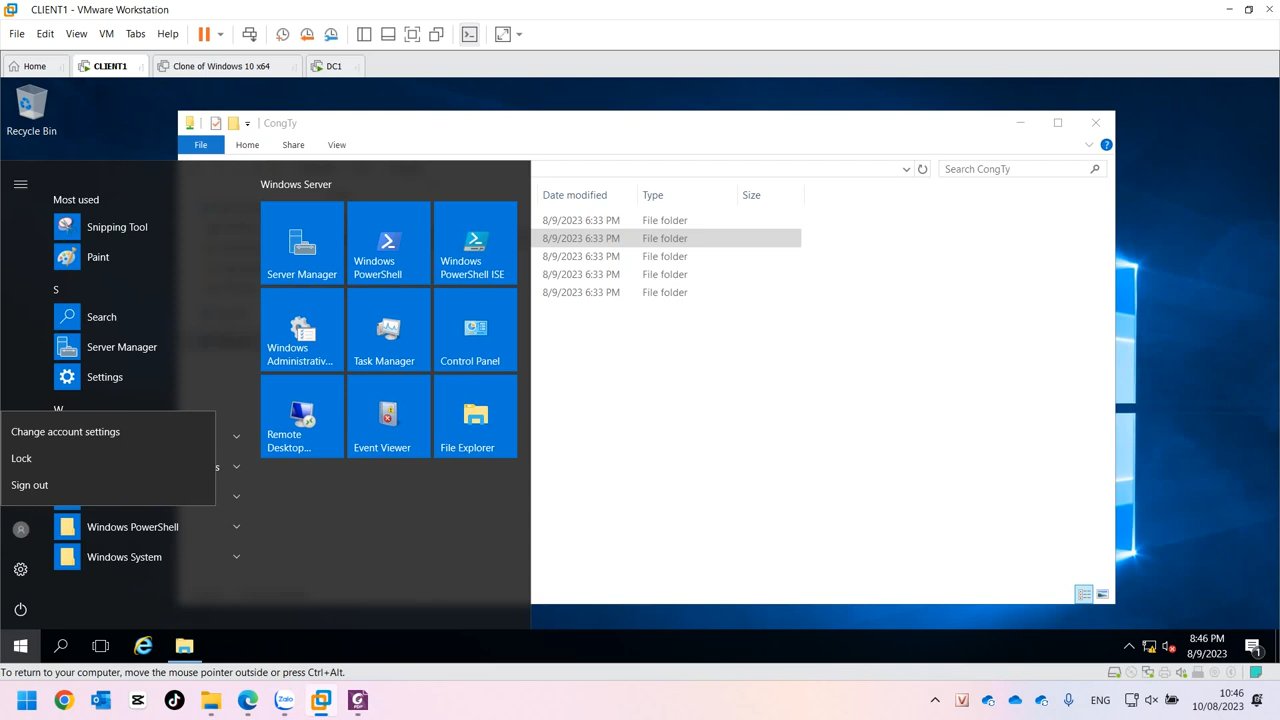 CLIENT1 - VMware Workstation
File Edit View VM Tabs Help
Home CLIENT1 Clone of Windows 10 x64 DC1
Recycle Bin
CongTy
File Home Share View
Search CongTy
Date modified Type Size
8/9/2023 6:33 PM File folder
8/9/2023 6:33 PM File folder
8/9/2023 6:33 PM File folder
8/9/2023 6:33 PM File folder
8/9/2023 6:33 PM File folder
Most used
Snipping Tool
Paint
S
Search
Server Manager
Settings
W
s
Change account settings
Lock
Sign out
Windows PowerShell
Windows System
Windows Server
Server Manager
Windows PowerShell
Windows PowerShell ISE
Windows Administrativ...
Task Manager
Control Panel
Remote Desktop...
Event Viewer
File Explorer
8:46 PM
8/9/2023
1
To return to your computer, move the mouse pointer outside or press Ctrl+Alt.
Zalo
PDF
V
ENG
10:46
10/08/2023